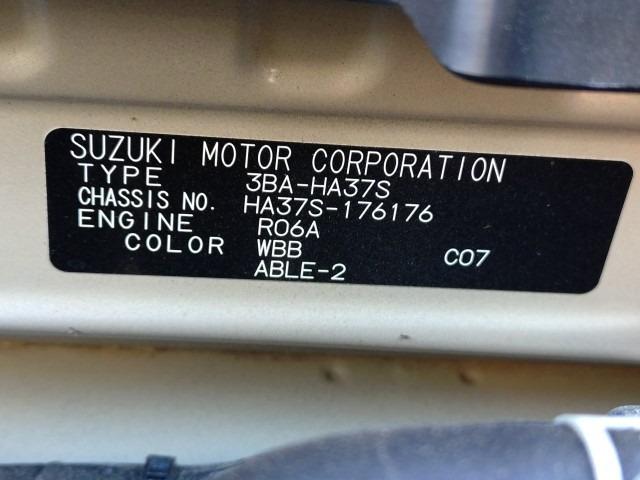 SUZUKI MOTOR CORPORATION
TYPE 3BA-HA37S
CHASSIS NO. HA37S-176176
ENGINE R06A
COLOR WBB C07
ABLE-2